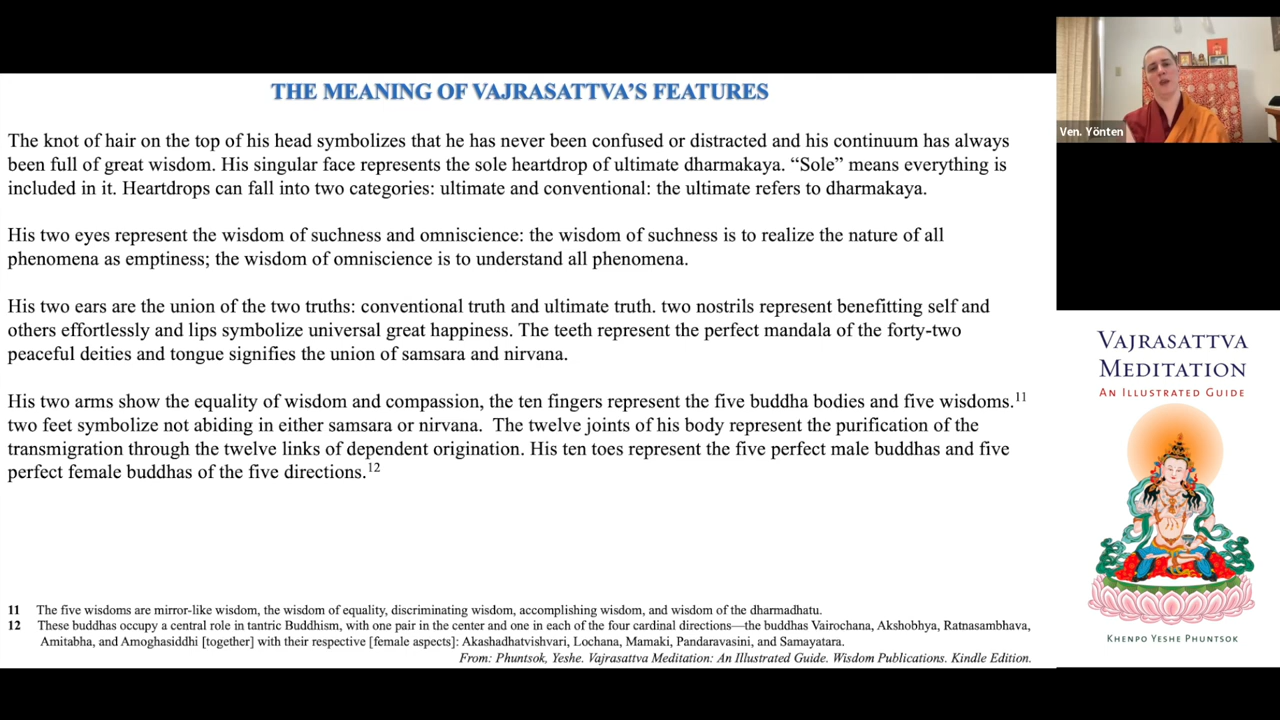 THE MEANING OF VAJRASATTVA'S FEATURES
The knot of hair on the top of his head symbolizes that he has never been confused or distracted and his continuum has always
been full of great wisdom. His singular face represents the sole heartdrop of ultimate dharmakaya. “Sole” means everything is
included in it. Heartdrops can fall into two categories: ultimate and conventional: the ultimate refers to dharmakaya.
His two eyes represent the wisdom of suchness and omniscience: the wisdom of suchness is to realize the nature of all
phenomena as emptiness; the wisdom of omniscience is to understand all phenomena.
His two ears are the union of the two truths: conventional truth and ultimate truth. two nostrils represent benefitting self and
others effortlessly and lips symbolize universal great happiness. The teeth represent the perfect mandala of the forty-two
peaceful deities and tongue signifies the union of samsara and nirvana.
His two arms show the equality of wisdom and compassion, the ten fingers represent the five buddha bodies and five wisdoms.11
two feet symbolize not abiding in either samsara or nirvana.  The twelve joints of his body represent the purification of the
transmigration through the twelve links of dependent origination. His ten toes represent the five perfect male buddhas and five
perfect female buddhas of the five directions.12
11 The five wisdoms are mirror-like wisdom, the wisdom of equality, discriminating wisdom, accomplishing wisdom, and wisdom of the dharmadhatu.
12 These buddhas occupy a central role in tantric Buddhism, with one pair in the center and one in each of the four cardinal directions—the buddhas Vairochana, Akshobhya, Ratnasambhava,
Amitabha, and Amoghasiddhi [together] with their respective [female aspects]: Akashadhatvishvari, Lochana, Mamaki, Pandaravasini, and Samayatara.
From: Phuntsok, Yeshe. Vajrasattva Meditation: An Illustrated Guide. Wisdom Publications. Kindle Edition.
Ven. Yönten
VAJRASATTVA
MEDITATION
AN ILLUSTRATED GUIDE
KHENPO YESHE PHUNTSOK